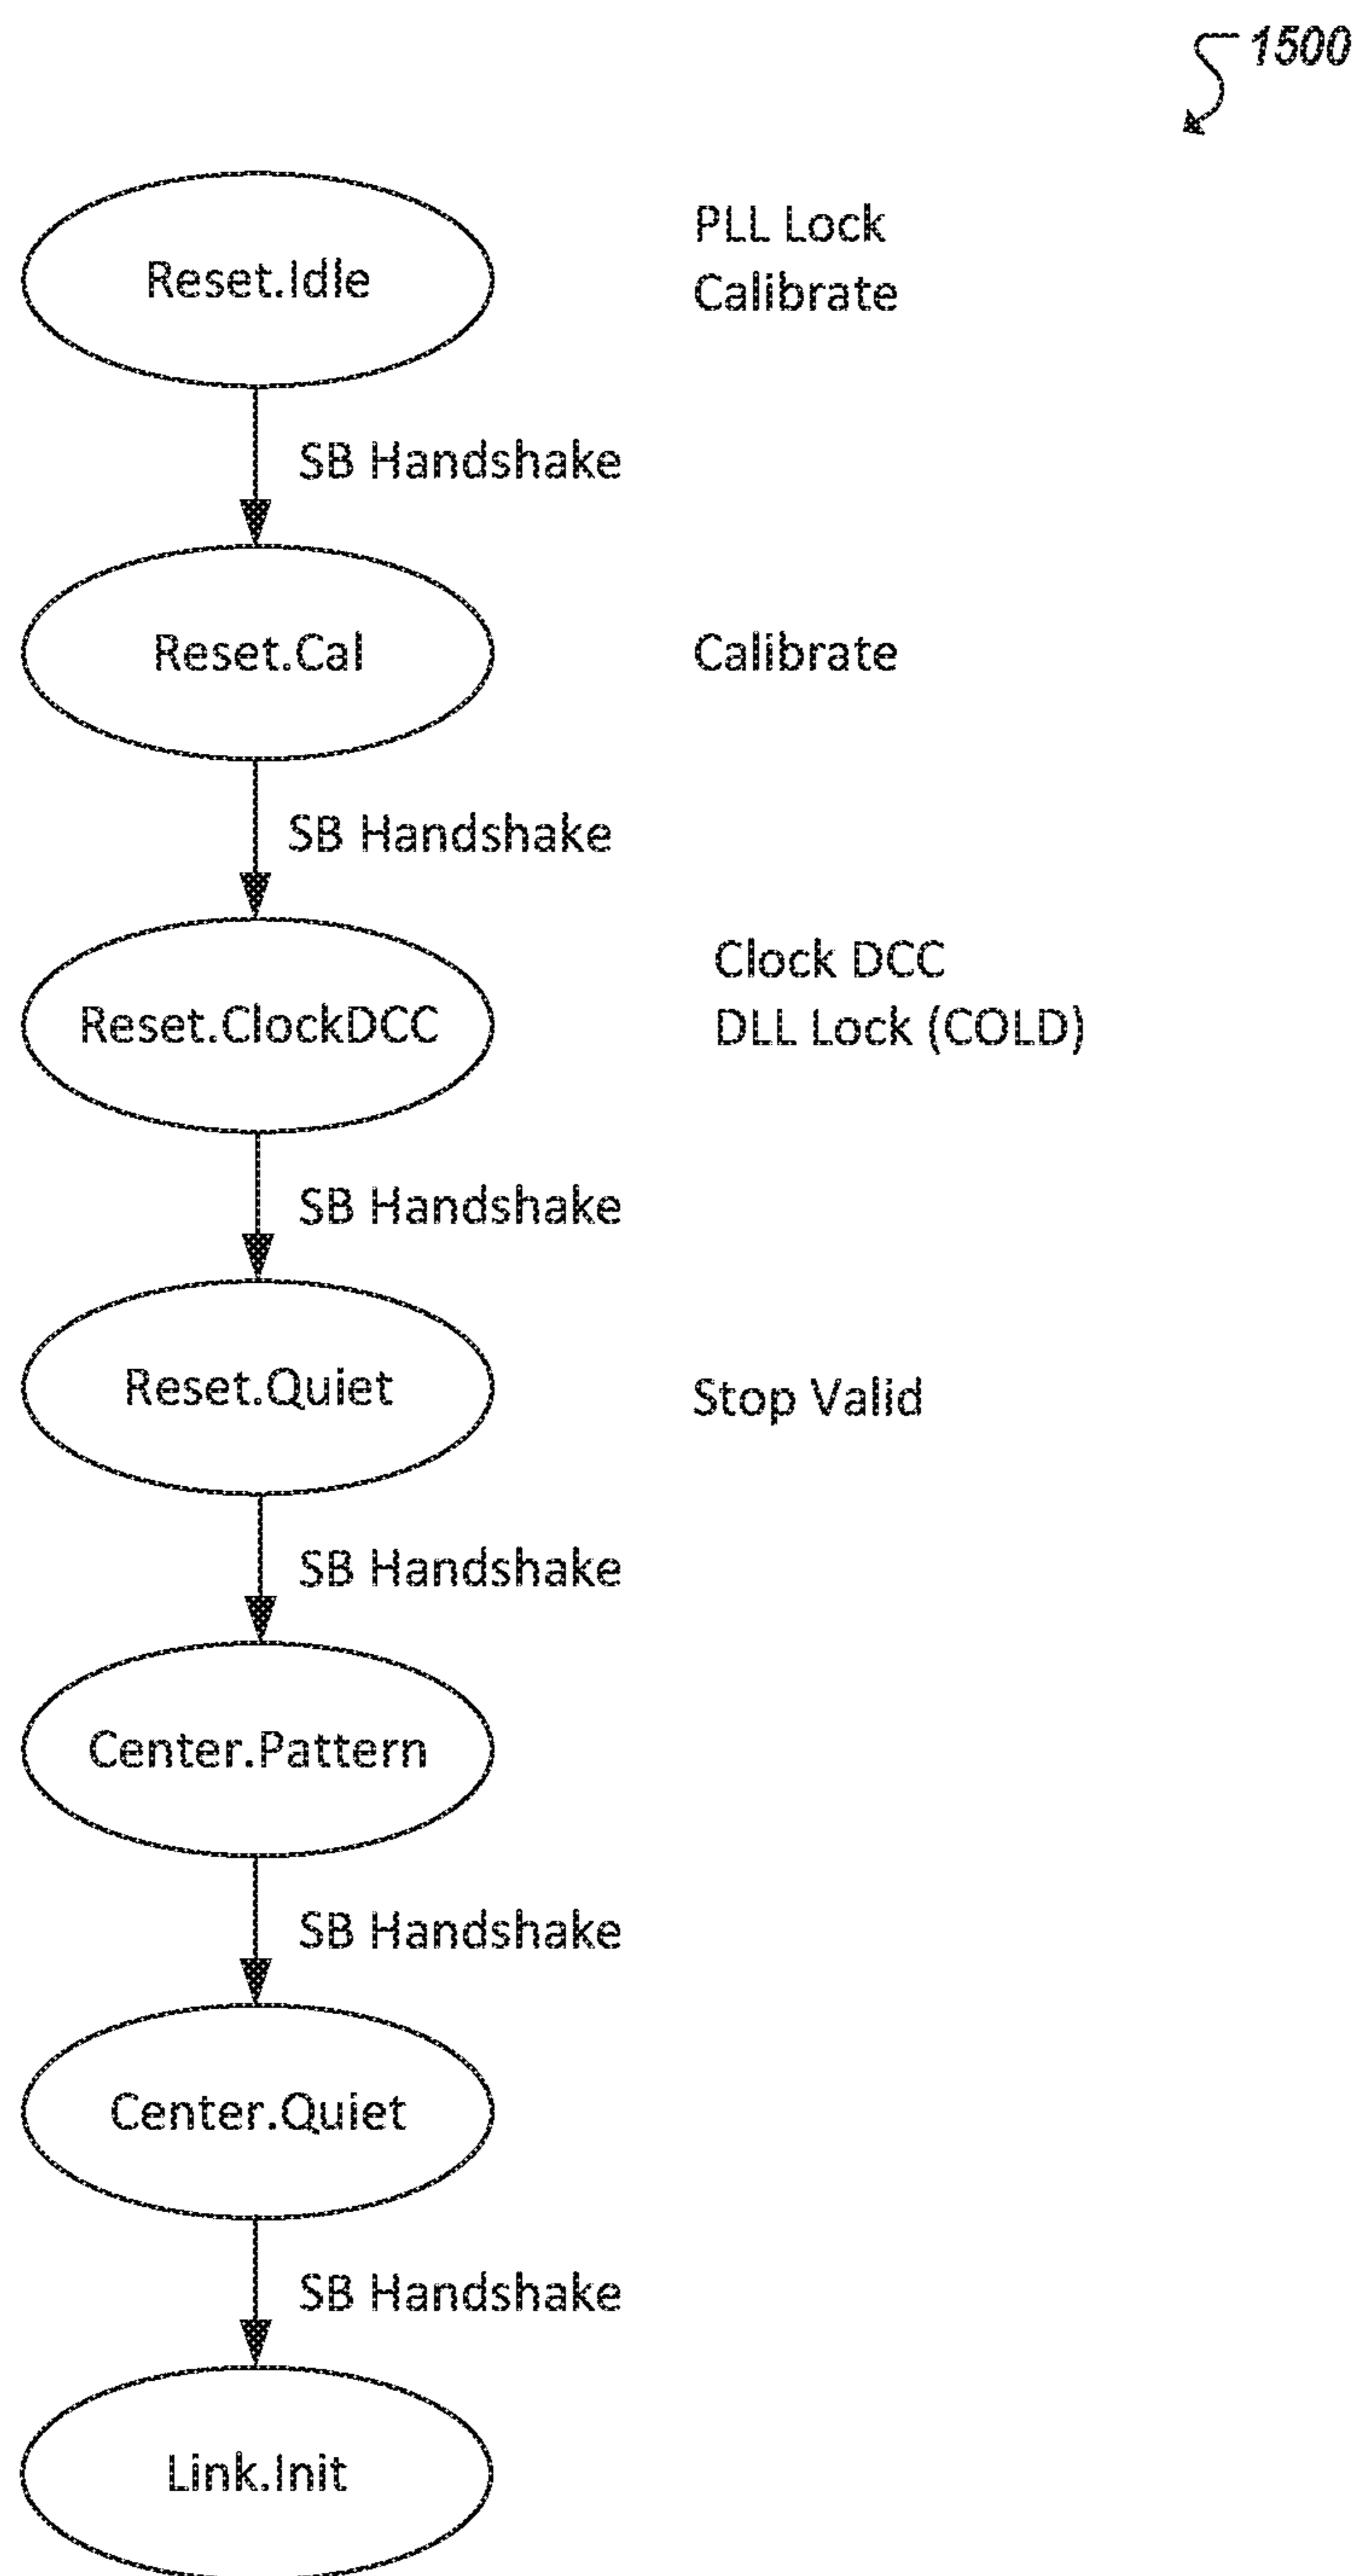 1500
Reset.Idle
PLL Lock
Calibrate
SB Handshake
Reset.Cal
Calibrate
SB Handshake
Reset.ClockDCC
Clock DCC
DLL Lock (COLD)
SB Handshake
Reset.Quiet
Stop Valid
SB Handshake
Center.Pattern
SB Handshake
Center.Quiet
SB Handshake
Link.Init